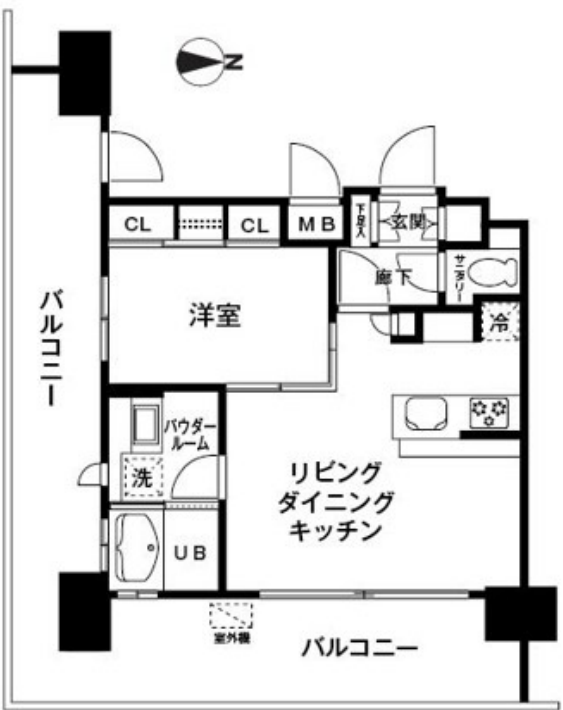 N
CL
CL
MB
下足入
玄関
廊下
サニタリー
冷
洋室
バルコニー
パウダー
ルーム
洗
リビング
ダイニング
キッチン
UB
室外機
バルコニー